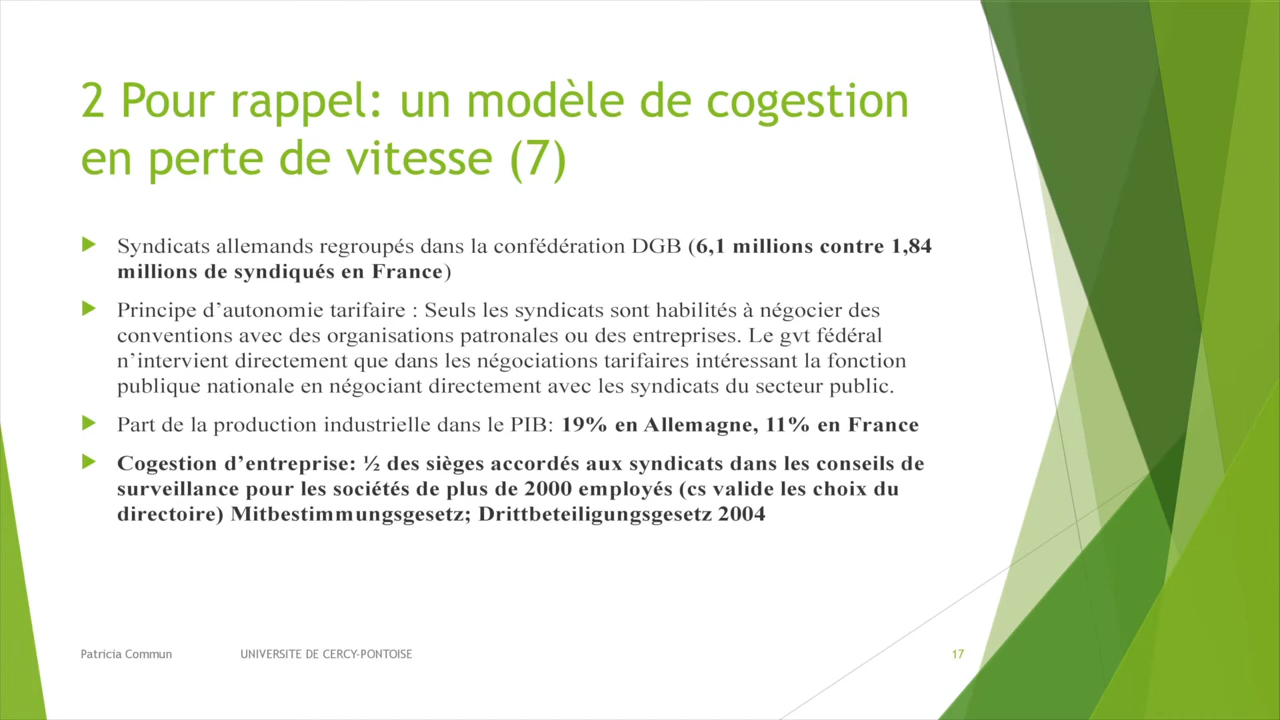 2 Pour rappel: un modèle de cogestion
en perte de vitesse (7)
Syndicats allemands regroupés dans la confédération DGB (6,1 millions contre 1,84
millions de syndiqués en France)
Principe d’autonomie tarifaire : Seuls les syndicats sont habilités à négocier des
conventions avec des organisations patronales ou des entreprises. Le gvt fédéral
n’intervient directement que dans les négociations tarifaires intéressant la fonction
publique nationale en négociant directement avec les syndicats du secteur public.
Part de la production industrielle dans le PIB: 19% en Allemagne, 11% en France
Cogestion d’entreprise: ½ des sièges accordés aux syndicats dans les conseils de
surveillance pour les sociétés de plus de 2000 employés (cs valide les choix du
directoire) Mitbestimmungsgesetz; Drittbeteiligungsgesetz 2004
Patricia Commun UNIVERSITE DE CERCY-PONTOISE 17